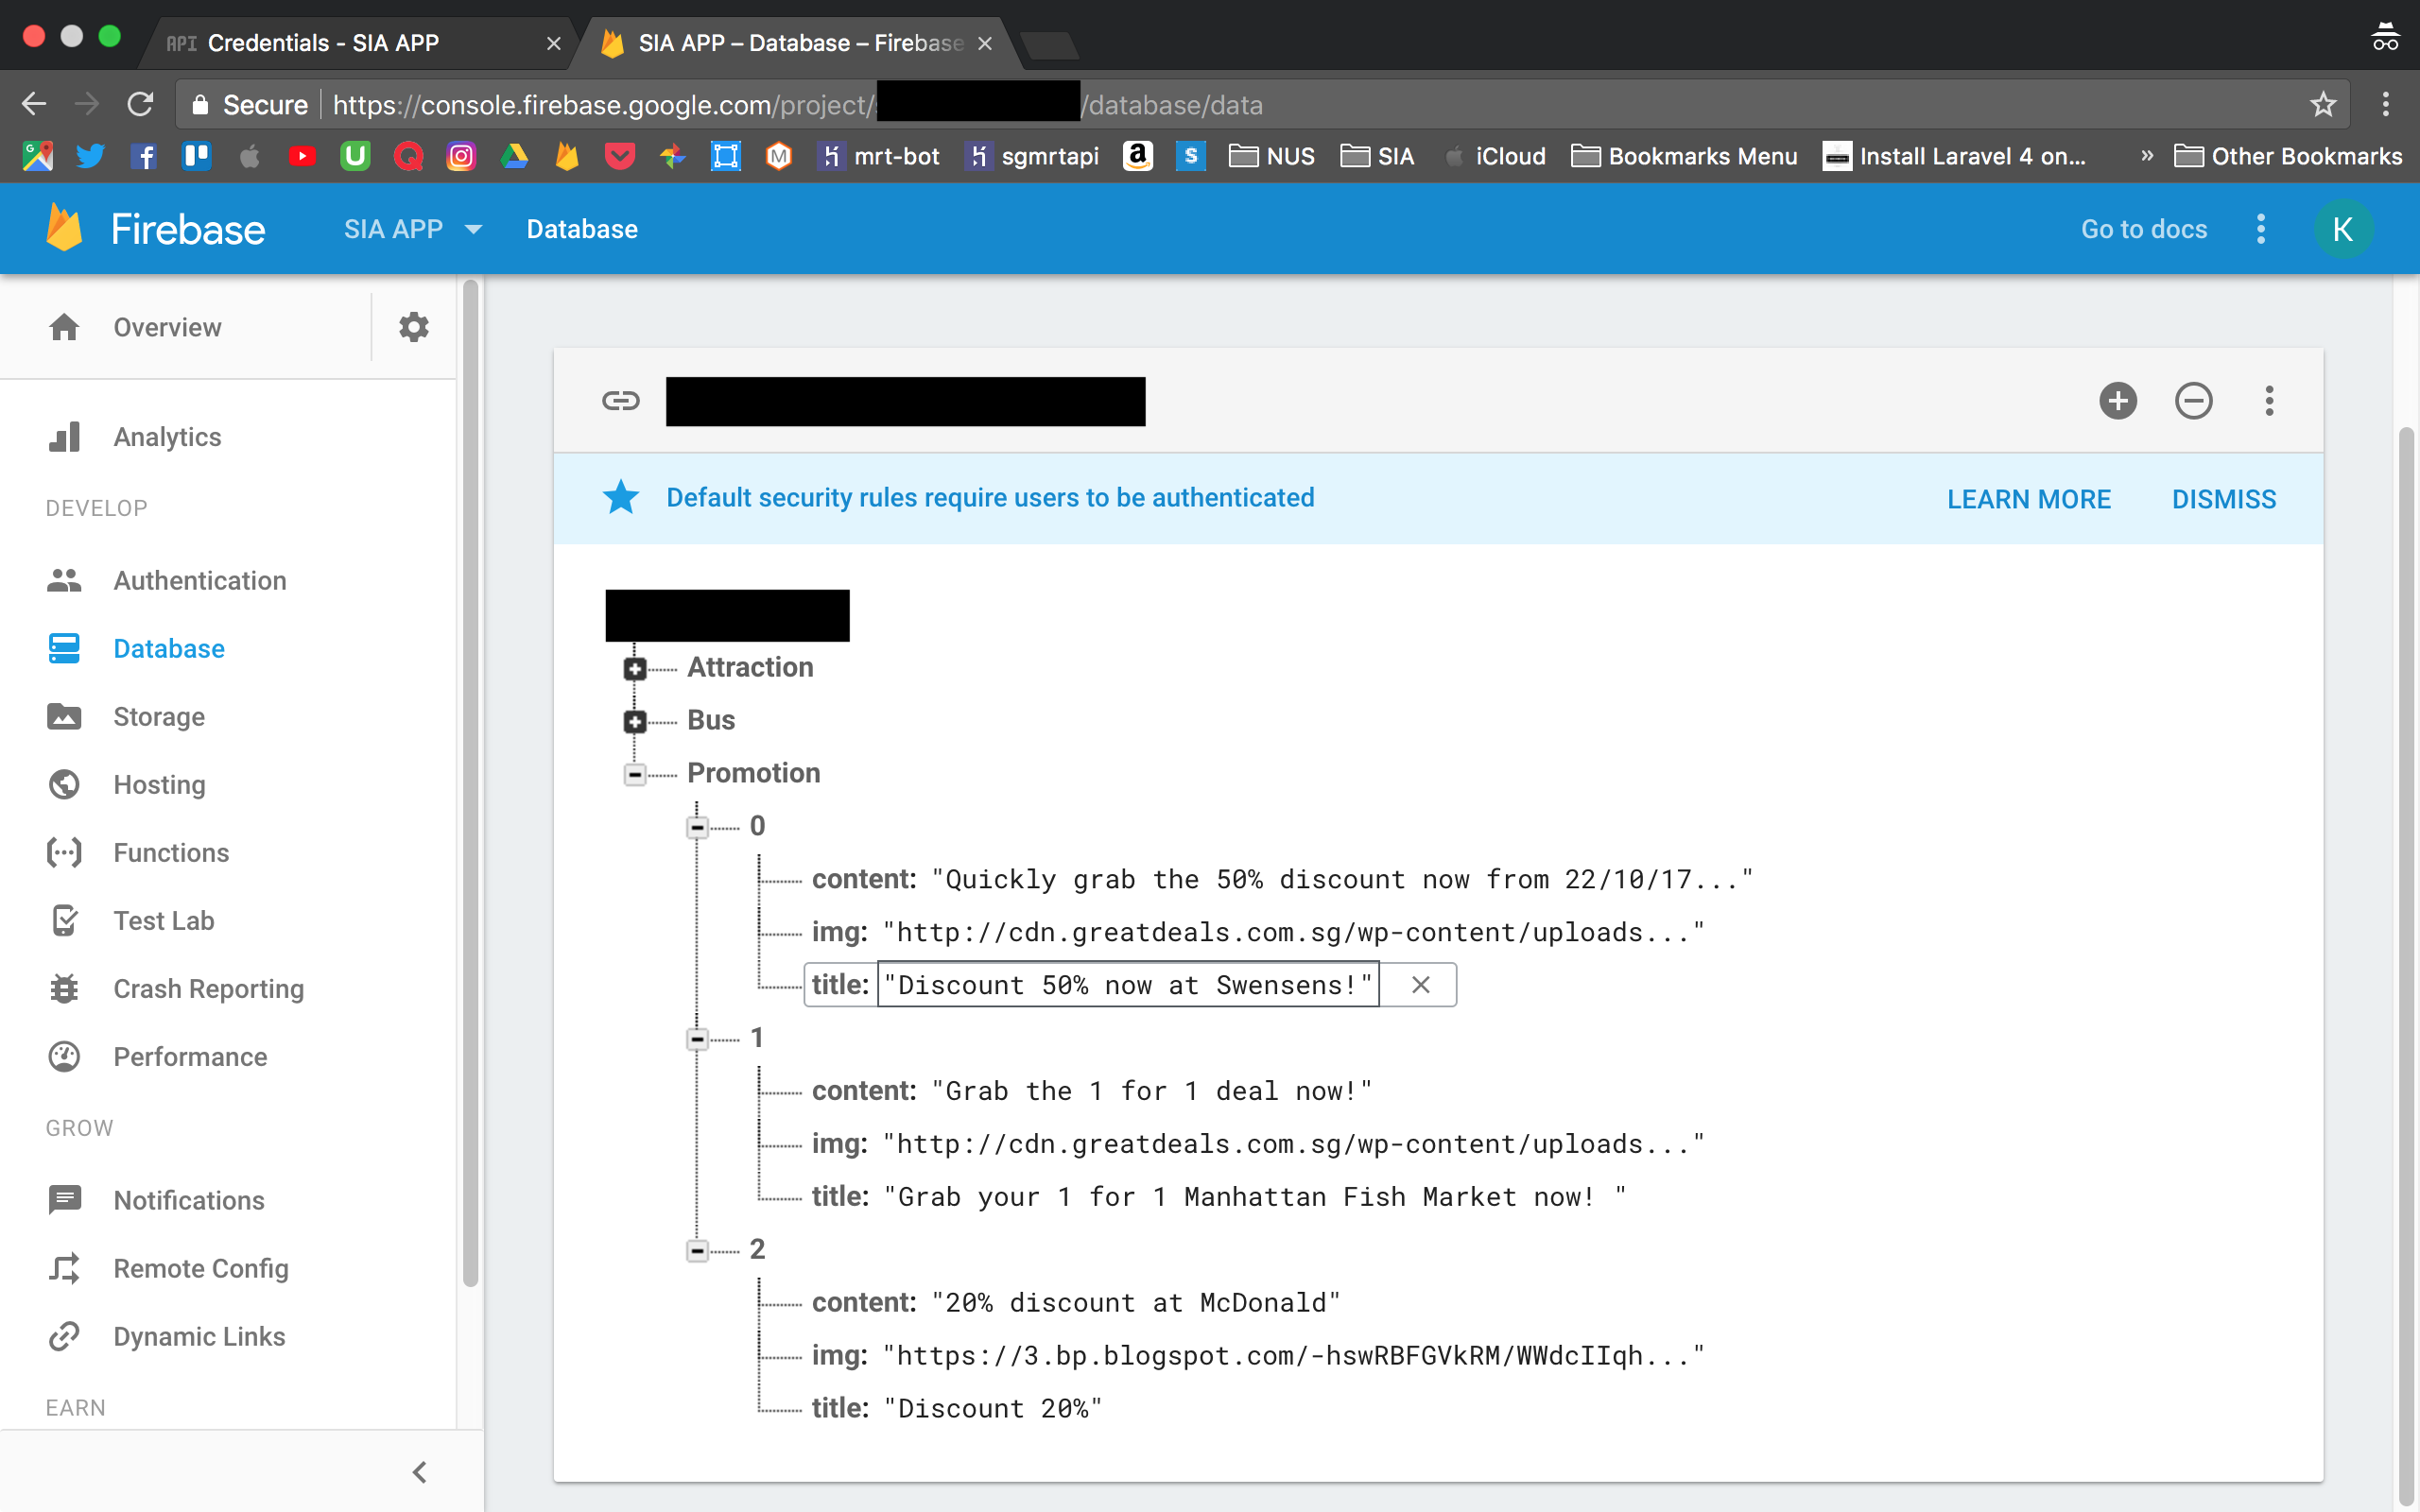 API Credentials - SIA APP
SIA APP – Database – Firebase
Secure https://console.firebase.google.com/project/ /database/data
mrt-bot sgmrtapi NUS SIA iCloud Bookmarks Menu Install Laravel 4 on... » Other Bookmarks
Firebase SIA APP Database Go to docs K
Overview
Analytics
DEVELOP
Authentication
Database
Storage
Hosting
Functions
Test Lab
Crash Reporting
Performance
GROW
Notifications
Remote Config
Dynamic Links
EARN
Default security rules require users to be authenticated LEARN MORE DISMISS
Attraction
Bus
Promotion
0
content: "Quickly grab the 50% discount now from 22/10/17..."
img: "http://cdn.greatdeals.com.sg/wp-content/uploads..."
title: "Discount 50% now at Swensens!"
1
content: "Grab the 1 for 1 deal now!"
img: "http://cdn.greatdeals.com.sg/wp-content/uploads..."
title: "Grab your 1 for 1 Manhattan Fish Market now! "
2
content: "20% discount at McDonald"
img: "https://3.bp.blogspot.com/-hswRBFGVkRM/WWdcIIqh..."
title: "Discount 20%"